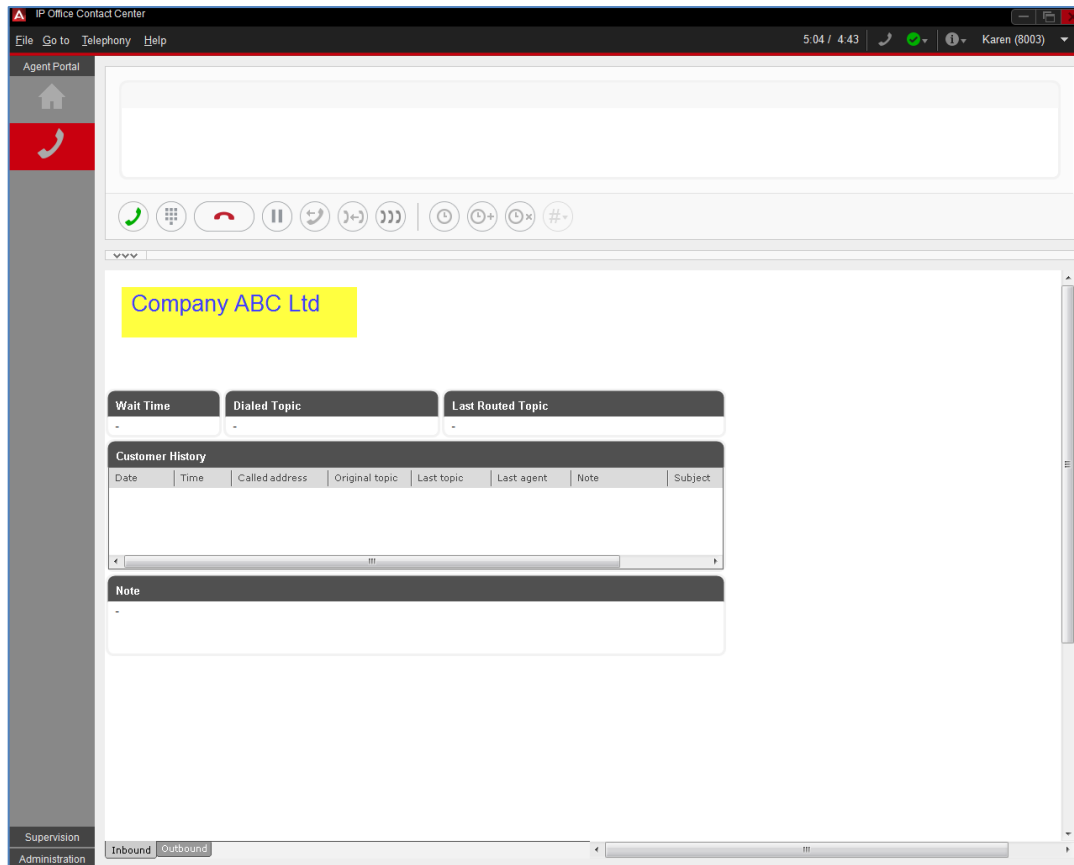 IP Office Contact Center
File Go to Telephony Help 5:04 / 4:43 Karen (8003)
Agent Portal
Company ABC Ltd
Wait Time Dialed Topic Last Routed Topic
- - -
Customer History
Date Time Called address Original topic Last topic Last agent Note Subject
Note
-
Supervision
Inbound Outbound
Administration